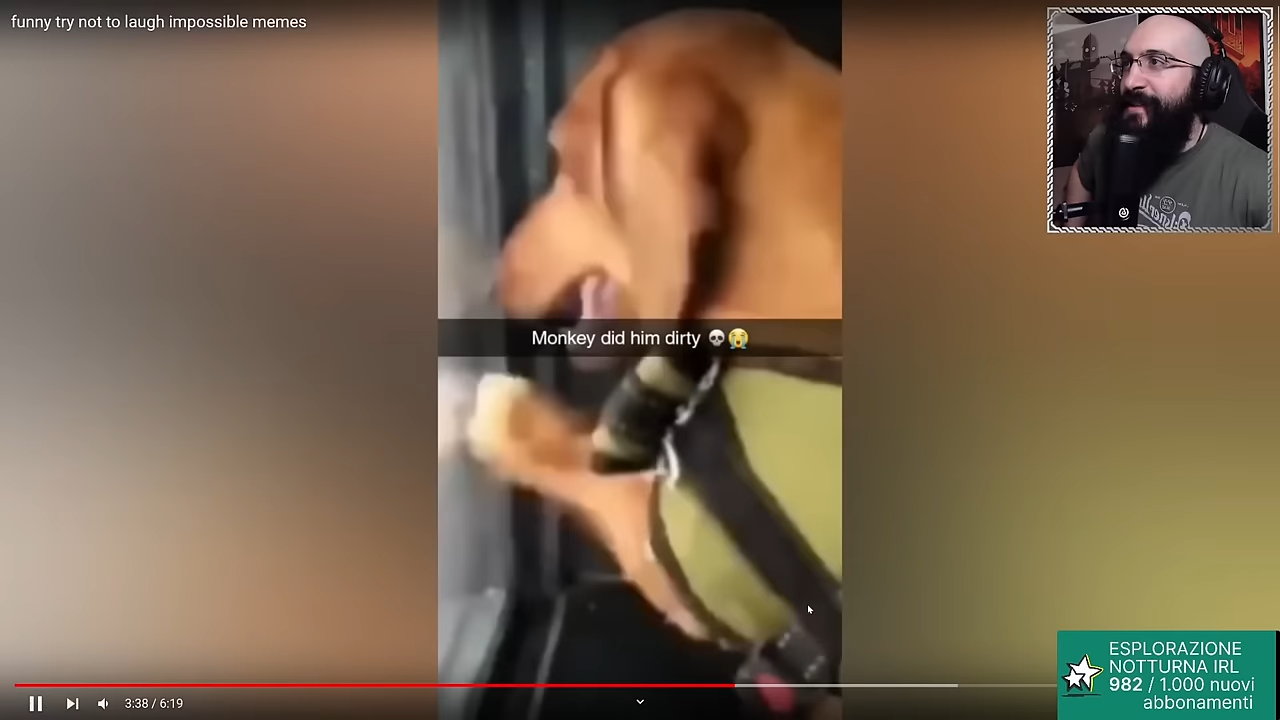 funny try not to laugh impossible memes
Monkey did him dirty 💀😭
3:38 / 6:19
ESPLORAZIONE
NOTTURNA IRL
982 / 1.000 nuovi
abbonamenti